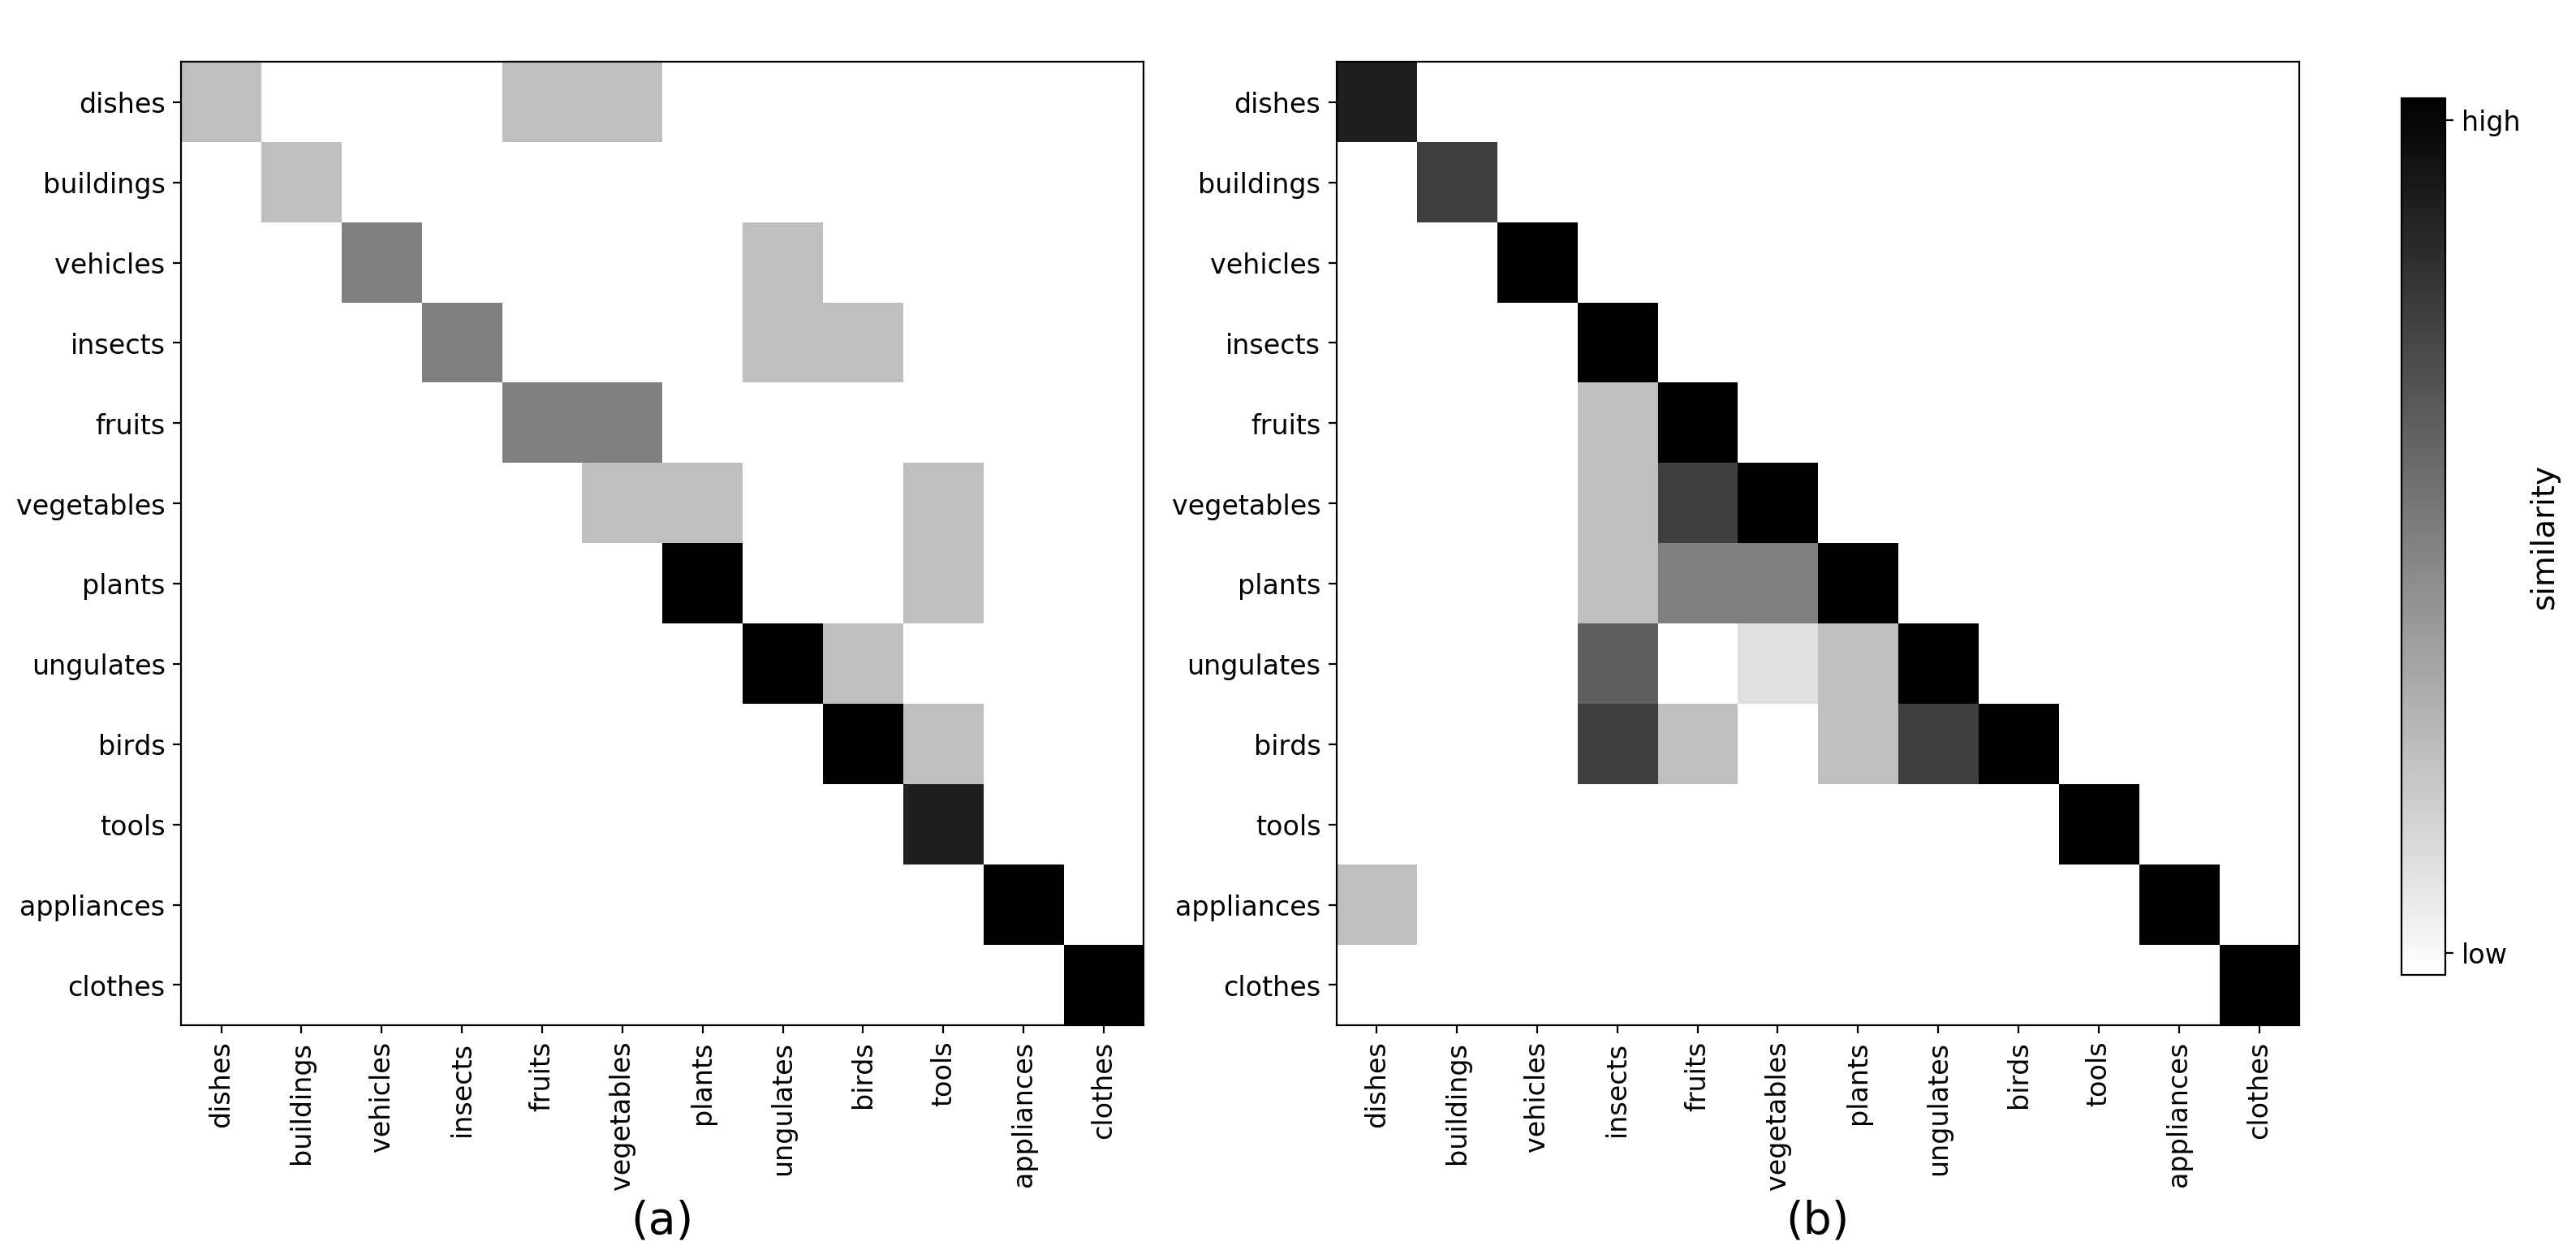 dishes
buildings
vehicles
insects
fruits
vegetables
plants
ungulates
birds
tools
appliances
clothes
dishes
buildings
vehicles
insects
fruits
vegetables
plants
ungulates
birds
tools
appliances
clothes
(a)
dishes
buildings
vehicles
insects
fruits
vegetables
plants
ungulates
birds
tools
appliances
clothes
dishes
buildings
vehicles
insects
fruits
vegetables
plants
ungulates
birds
tools
appliances
clothes
(b)
high
low
similarity